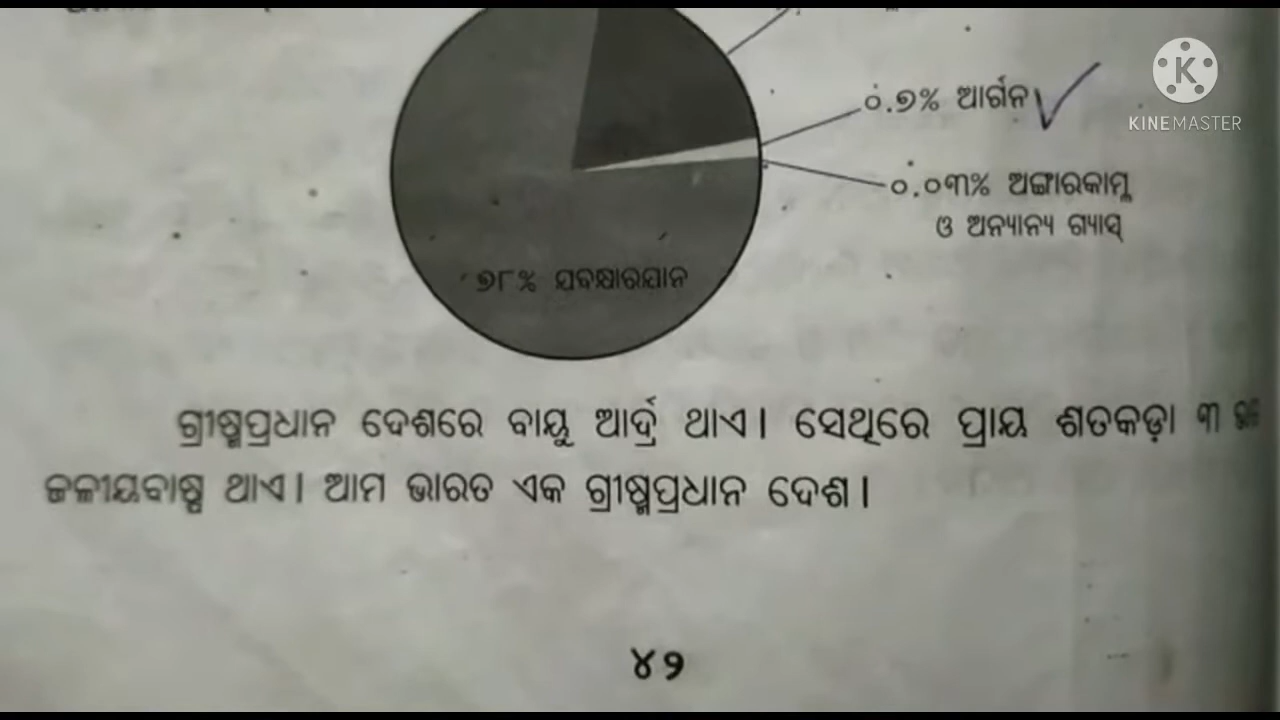 ୦.୭% ଆର୍ଗନ
KINEMASTER
୦.୦୩% ଅଙ୍ଗାରକାମ୍ଳ
ଓ ଅନ୍ୟାନ୍ୟ ଗ୍ୟାସ୍
୭୮% ଯବକ୍ଷାରଯାନ
ଗ୍ରୀଷ୍ମପ୍ରଧାନ ଦେଶରେ ବାୟୁ ଆର୍ଦ୍ର ଥାଏ। ସେଥିରେ ପ୍ରାୟ ଶତକଡ଼ା ୩
ଜଳୀୟବାଷ୍ପ ଥାଏ। ଆମ ଭାରତ ଏକ ଗ୍ରୀଷ୍ମପ୍ରଧାନ ଦେଶ।
୪୨